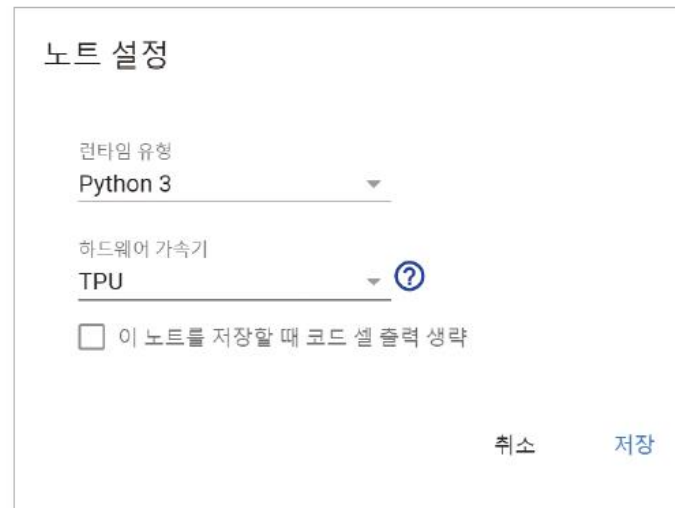 노트 설정
런타임 유형
Python 3
하드웨어 가속기
TPU
?
이 노트를 저장할 때 코드 셀 출력 생략
취소 저장